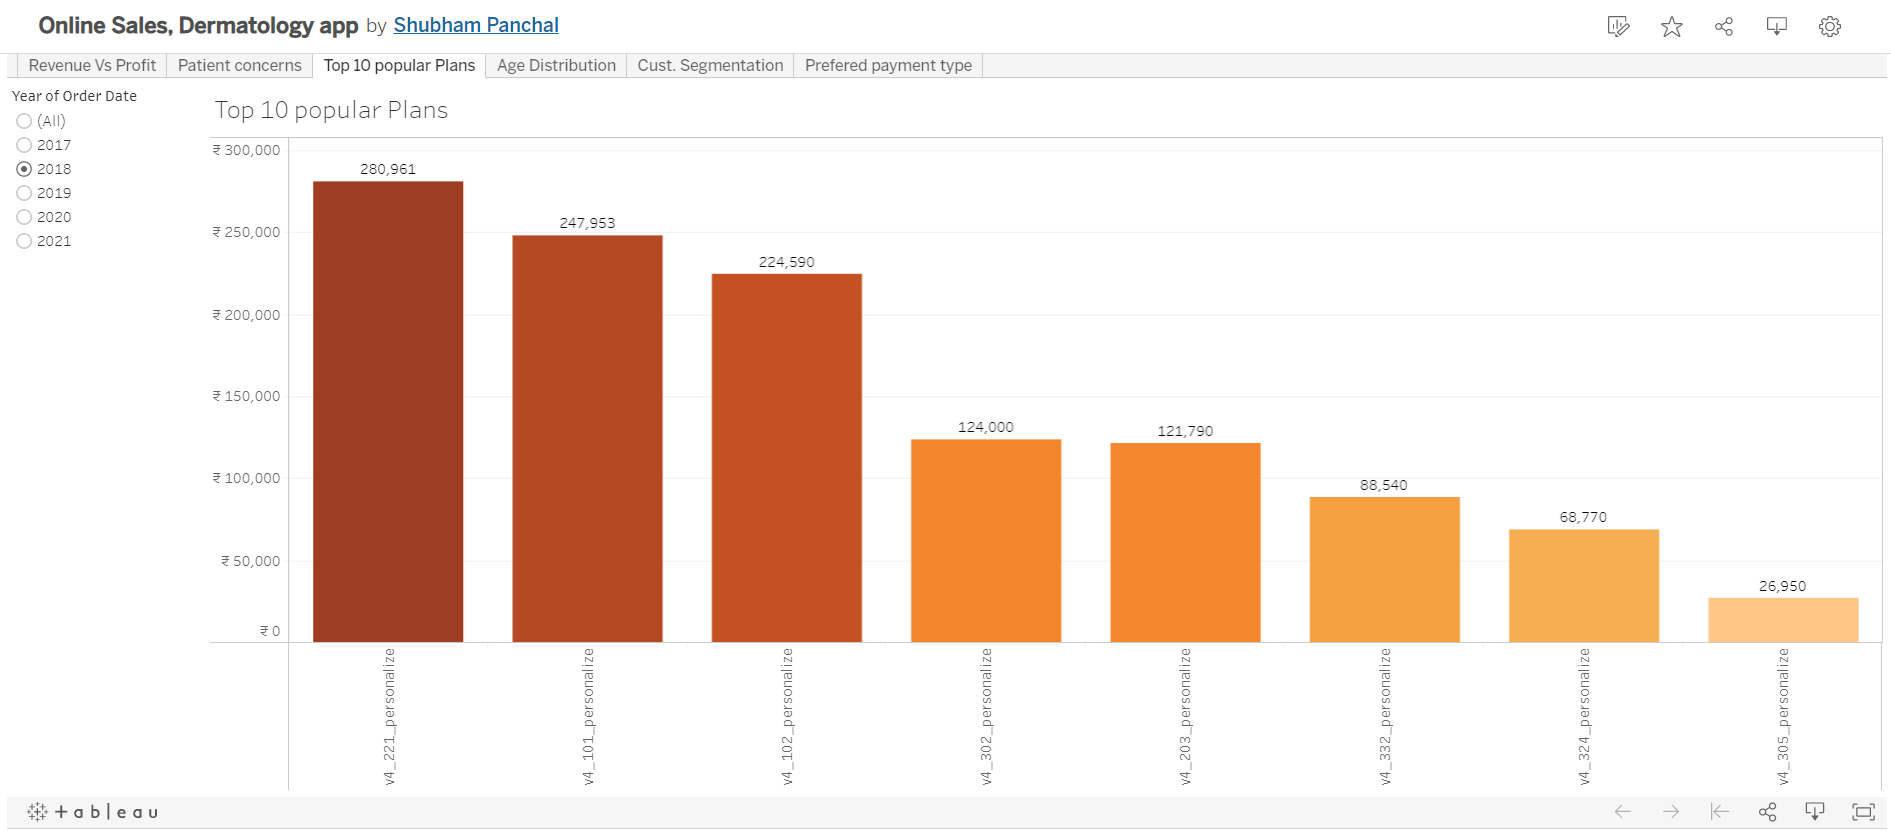 Online Sales, Dermatology app by Shubham Panchal
Revenue Vs Profit Patient concerns Top 10 popular Plans Age Distribution Cust. Segmentation Prefered payment type
Year of Order Date
(All)
2017
2018
2019
2020
2021
Top 10 popular Plans
₹ 300,000
₹ 250,000
₹ 200,000
₹ 150,000
₹ 100,000
₹ 50,000
₹ 0
280,961
247,953
224,590
124,000
121,790
88,540
68,770
26,950
v4_221_personalize
v4_101_personalize
v4_102_personalize
v4_302_personalize
v4_203_personalize
v4_332_personalize
v4_324_personalize
v4_305_personalize
+ableau